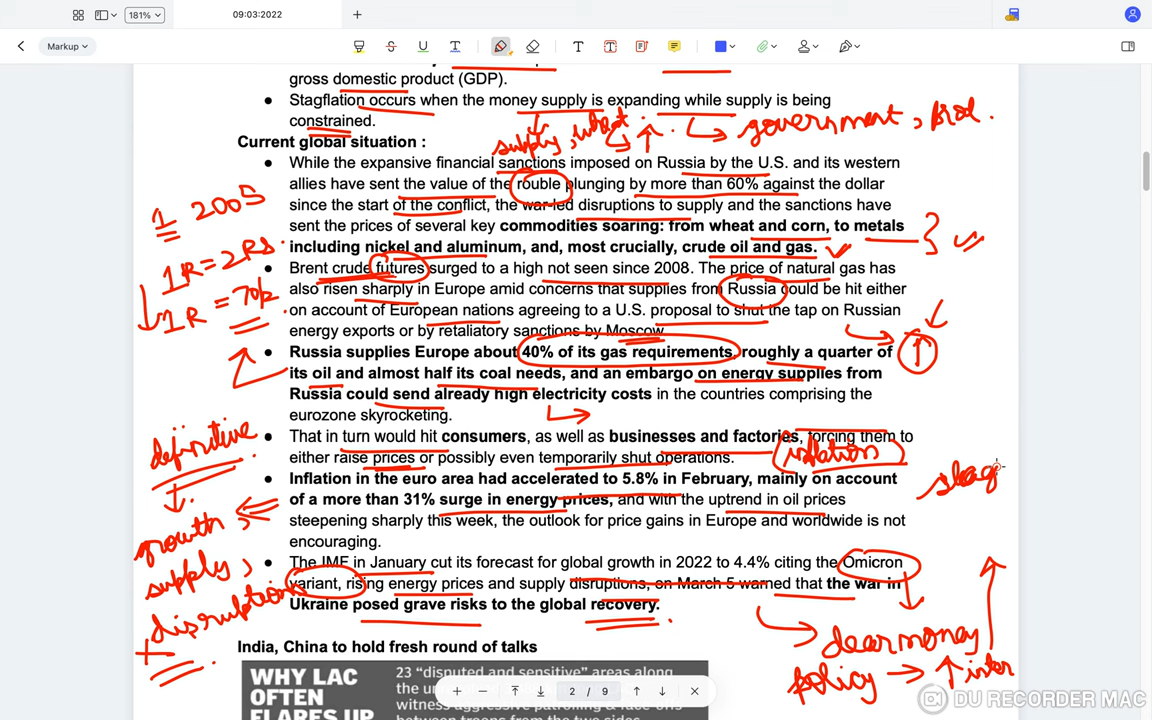 181%
09:03:2022
Markup
gross domestic product (GDP).
Stagflation occurs when the money supply is expanding while supply is being
constrained.
supply, wheat
government, prod.
Current global situation :
While the expansive financial sanctions imposed on Russia by the U.S. and its western
allies have sent the value of the rouble plunging by more than 60% against the dollar
since the start of the conflict, the war-led disruptions to supply and the sanctions have
sent the prices of several key commodities soaring: from wheat and corn, to metals
including nickel and aluminum, and, most crucially, crude oil and gas.
2005
1R = 2Rs
1R =
Brent crude futures surged to a high not seen since 2008. The price of natural gas has
also risen sharply in Europe amid concerns that supplies from Russia could be hit either
on account of European nations agreeing to a U.S. proposal to shut the tap on Russian
energy exports or by retaliatory sanctions by Moscow.
Russia supplies Europe about 40% of its gas requirements, roughly a quarter of
its oil and almost half its coal needs, and an embargo on energy supplies from
Russia could send already high electricity costs in the countries comprising the
eurozone skyrocketing.
That in turn would hit consumers, as well as businesses and factories, forcing them to
either raise prices or possibly even temporarily shut operations.
inflation
definitive
Inflation in the euro area had accelerated to 5.8% in February, mainly on account
of a more than 31% surge in energy prices, and with the uptrend in oil prices
steepening sharply this week, the outlook for price gains in Europe and worldwide is not
encouraging.
stag
growth,
supply,
disruptions
The IMF in January cut its forecast for global growth in 2022 to 4.4% citing the Omicron
variant, rising energy prices and supply disruptions, on March 5 warned that the war in
Ukraine posed grave risks to the global recovery.
dear money
policy → ↑ inter
India, China to hold fresh round of talks
WHY LAC
OFTEN
FLARES UP
23 "disputed and sensitive" areas along
2 / 9
DU RECORDER MAC